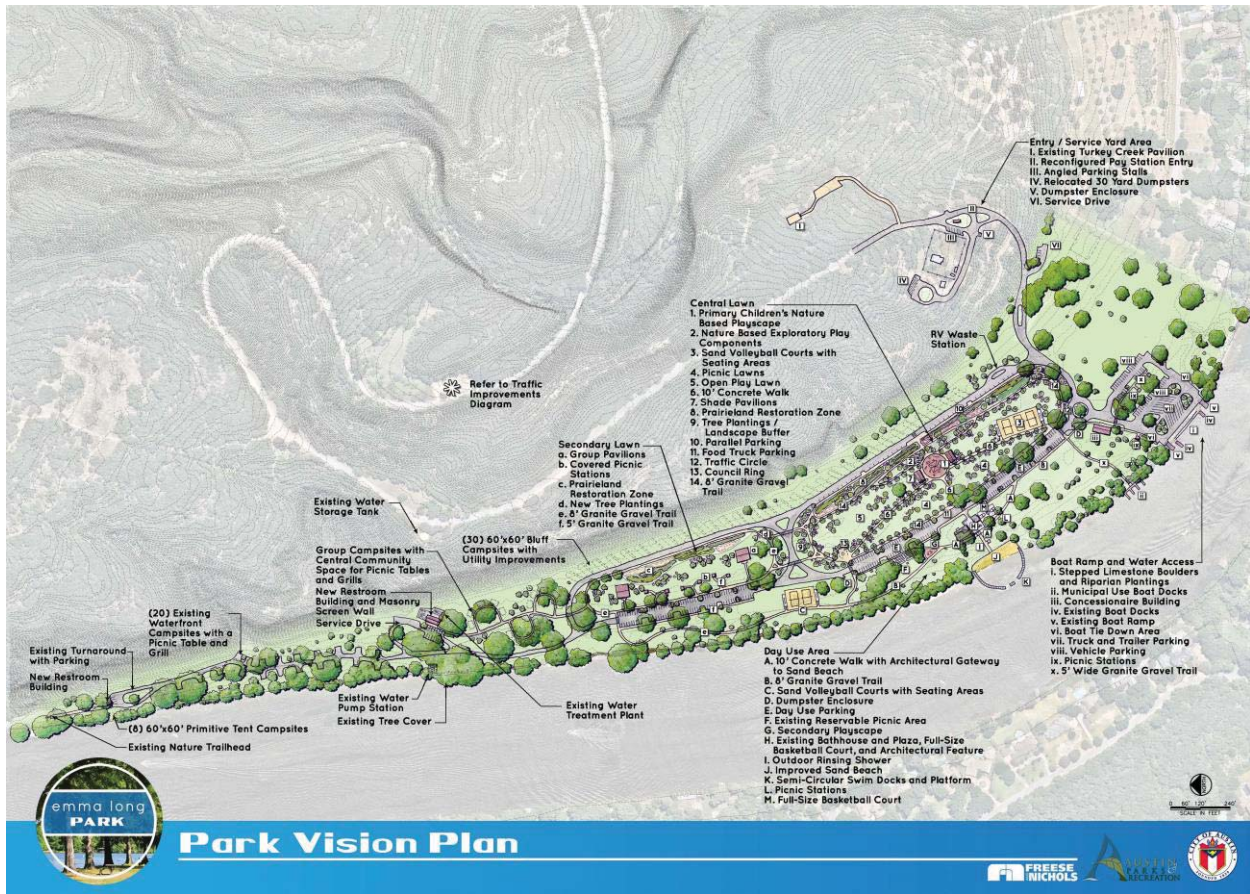 Entry / Service Yard Area
I. Existing Turkey Creek Pavilion
II. Reconfigured Pay Station Entry
III. Angled Parking Stalls
IV. Relocated 30 Yard Dumpsters
V. Dumpster Enclosure
VI. Service Drive
Central Lawn
1. Primary Children's Nature
Based Playscape
2. Nature Based Exploratory Play
Components
3. Sand Volleyball Courts with
Seating Areas
4. Picnic Lawns
5. Open Play Lawn
6. 10' Concrete Walk
7. Shade Pavilions
8. Prairieland Restoration Zone
9. Tree Plantings /
Landscape Buffer
10. Parallel Parking
11. Food Truck Parking
12. Traffic Circle
13. Council Ring
14. 8' Granite Gravel
Trail
RV Waste
Station
Refer to Traffic
Improvements
Diagram
Secondary Lawn
a. Group Pavilions
b. Covered Picnic
Stations
c. Prairieland
Restoration Zone
d. New Tree Plantings
e. 8' Granite Gravel Trail
f. 5' Granite Gravel Trail
Existing Water
Storage Tank
(30) 60'x60' Bluff
Campsites with
Utility Improvements
Group Campsites with
Central Community
Space for Picnic Tables
and Grills
New Restroom
Building and Masonry
Screen Wall
Service Drive
(20) Existing
Waterfront
Campsites with a
Picnic Table and
Grill
Existing Turnaround
with Parking
New Restroom
Building
(8) 60'x60' Primitive Tent Campsites
Existing Nature Trailhead
Existing Water
Pump Station
Existing Tree Cover
Existing Water
Treatment Plant
Boat Ramp and Water Access
i. Stepped Limestone Boulders
and Riparian Plantings
ii. Municipal Use Boat Docks
iii. Concessionaire Building
iv. Existing Boat Docks
v. Existing Boat Ramp
vi. Boat Tie Down Area
vii. Truck and Trailer Parking
viii. Vehicle Parking
ix. Picnic Stations
x. 5' Wide Granite Gravel Trail
Day Use Area
A. 10' Concrete Walk with Architectural Gateway
to Sand Beach
B. 8' Granite Gravel Trail
C. Sand Volleyball Courts with Seating Areas
D. Dumpster Enclosure
E. Day Use Parking
F. Existing Reservable Picnic Area
G. Secondary Playscape
H. Existing Bathhouse and Plaza, Full-Size
Basketball Court, and Architectural Feature
I. Outdoor Rinsing Shower
J. Improved Sand Beach
K. Semi-Circular Swim Docks and Platform
L. Picnic Stations
M. Full-Size Basketball Court
0 60' 120' 240'
SCALE IN FEET
emma long
PARK
Park Vision Plan
FREESE
NICHOLS
AUSTIN
PARKS
RECREATION
CITY OF AUSTIN